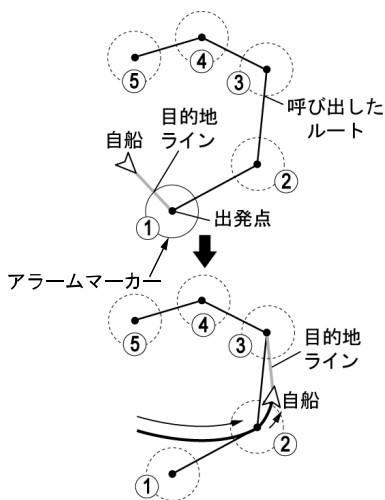 ⑤
④
③
呼び出した
ルート
目的地
ライン
自船
②
①
出発点
アラームマーカー
⑤
④
③
目的地
ライン
自船
②
①